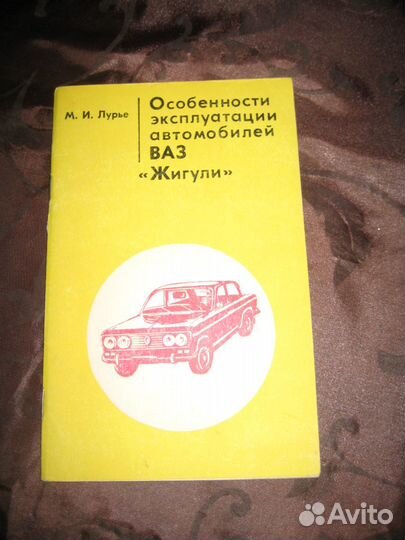 М. И. Лурье
Особенности
эксплуатации
автомобилей
ВАЗ
«Жигули»
Avito